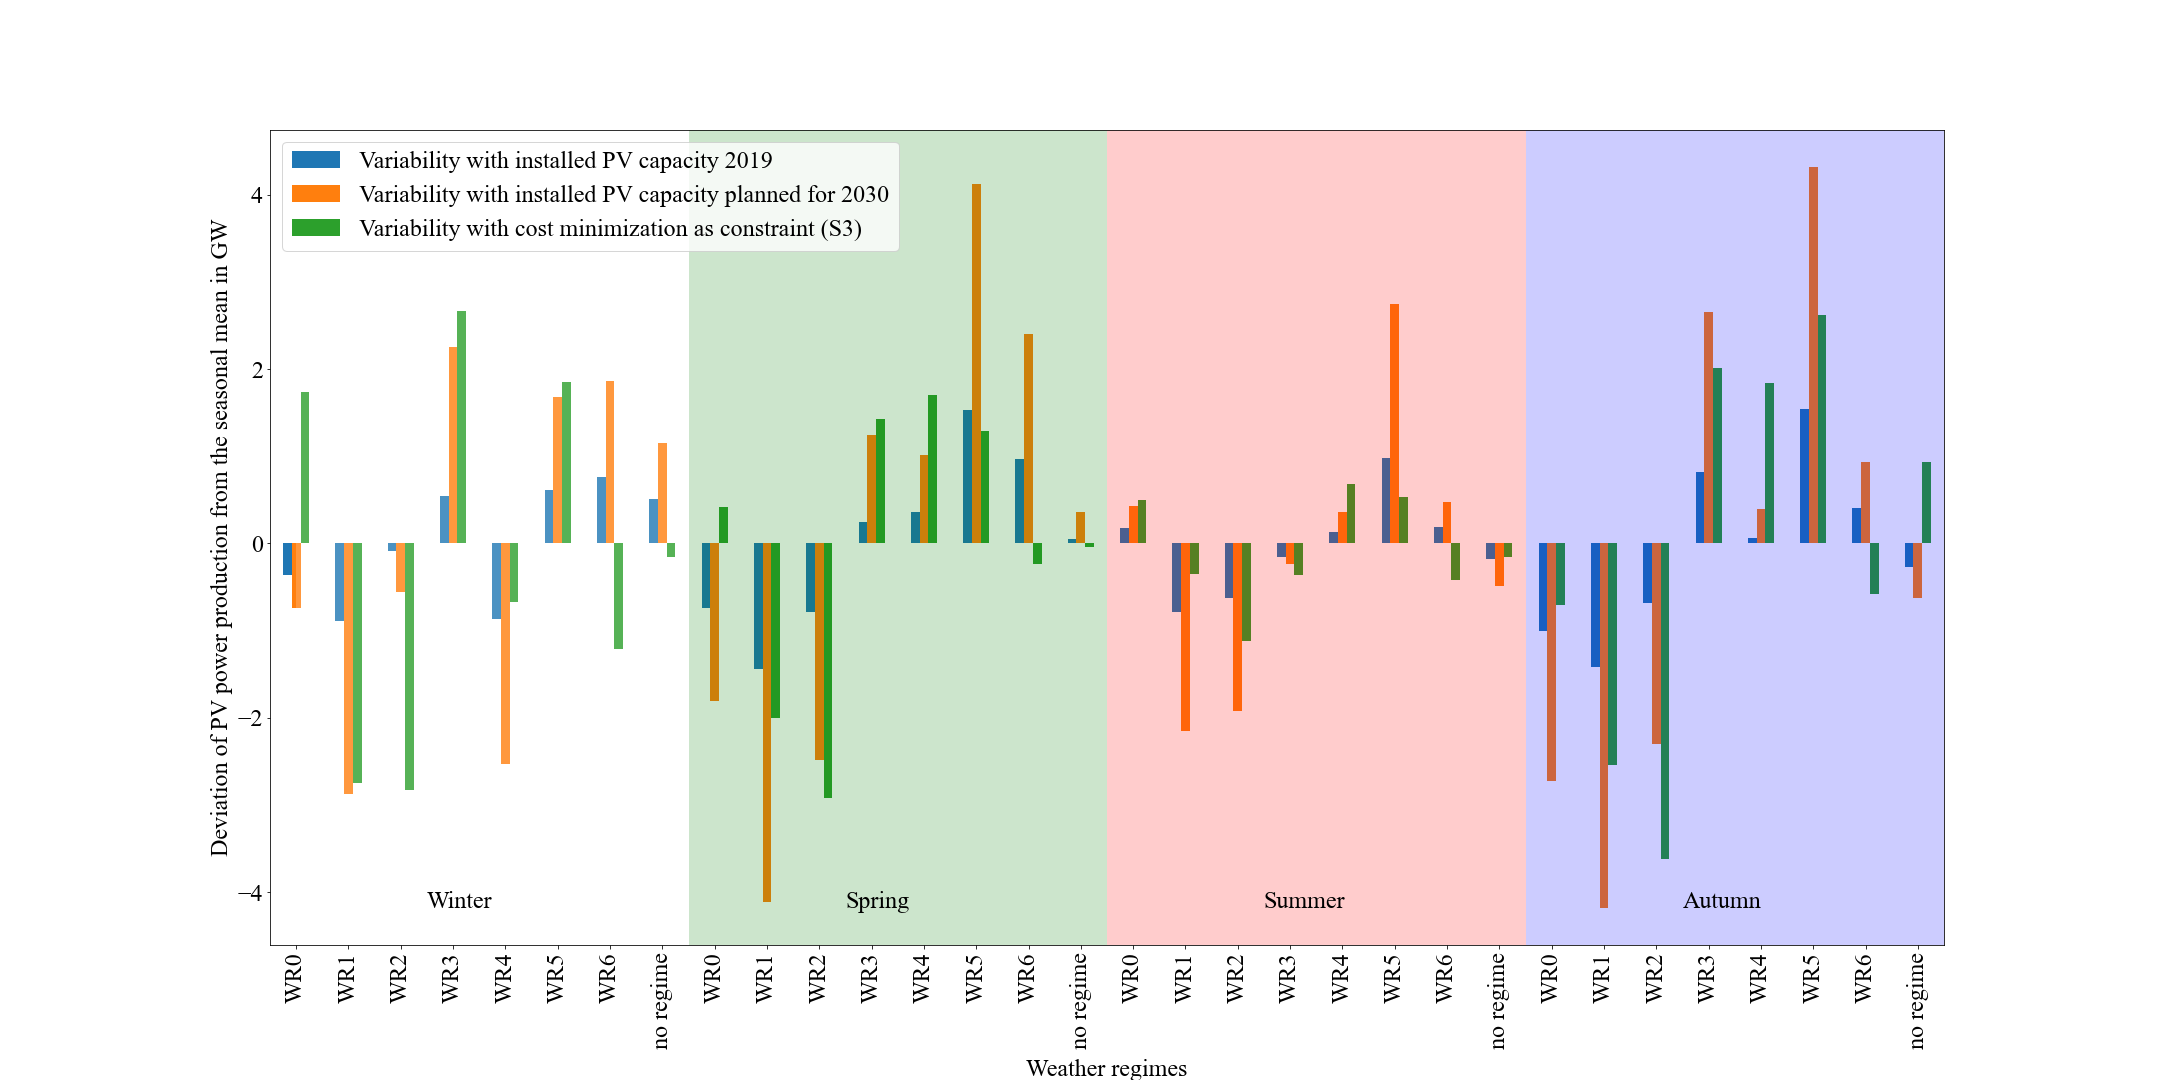 Variability with installed PV capacity 2019
Variability with installed PV capacity planned for 2030
Variability with cost minimization as constraint (S3)
Deviation of PV power production from the seasonal mean in GW
4
2
0
−2
−4
Winter
Spring
Summer
Autumn
WR0
WR1
WR2
WR3
WR4
WR5
WR6
no regime
WR0
WR1
WR2
WR3
WR4
WR5
WR6
no regime
WR0
WR1
WR2
WR3
WR4
WR5
WR6
no regime
WR0
WR1
WR2
WR3
WR4
WR5
WR6
no regime
Weather regimes